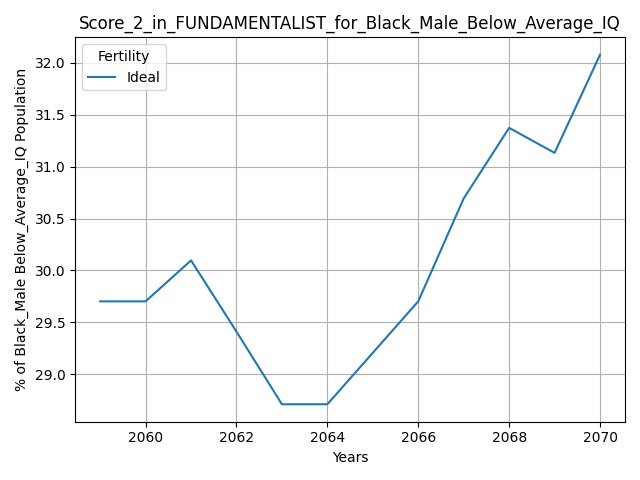 Score_2_in_FUNDAMENTALIST_for_Black_Male_Below_Average_IQ
Fertility
Ideal
% of Black_Male Below_Average_IQ Population
32.0
31.5
31.0
30.5
30.0
29.5
29.0
2060 2062 2064 2066 2068 2070
Years